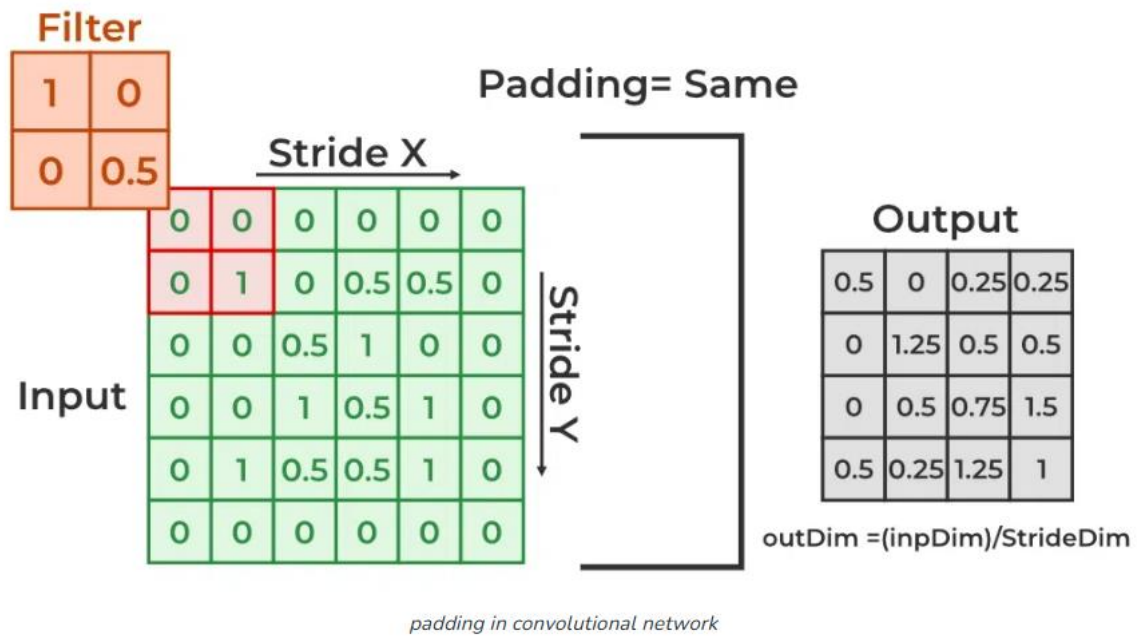 Filter
1 0
0 0.5
Padding= Same
Stride X
0 0 0 0 0 0
0 1 0 0.5 0.5 0
0 0 0.5 1 0 0
0 0 1 0.5 1 0
0 1 0.5 0.5 1 0
0 0 0 0 0 0
Input
Stride Y
Output
0.5 0 0.25 0.25
0 1.25 0.5 0.5
0 0.5 0.75 1.5
0.5 0.25 1.25 1
outDim =(inpDim)/StrideDim
padding in convolutional network